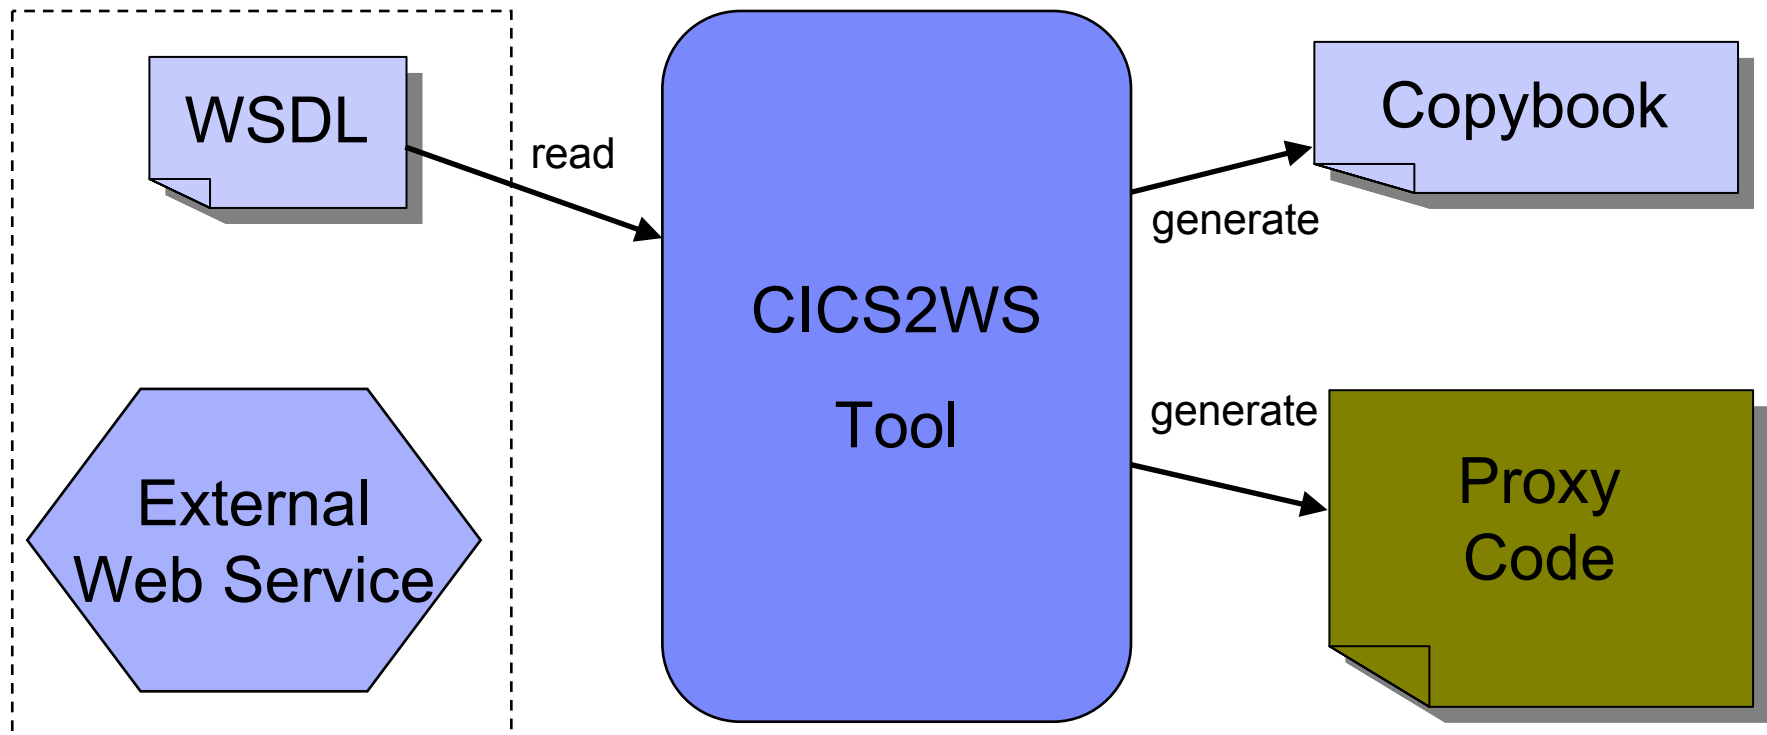 WSDL
read
External
Web Service
CICS2WS
Tool
generate
Copybook
generate
Proxy
Code